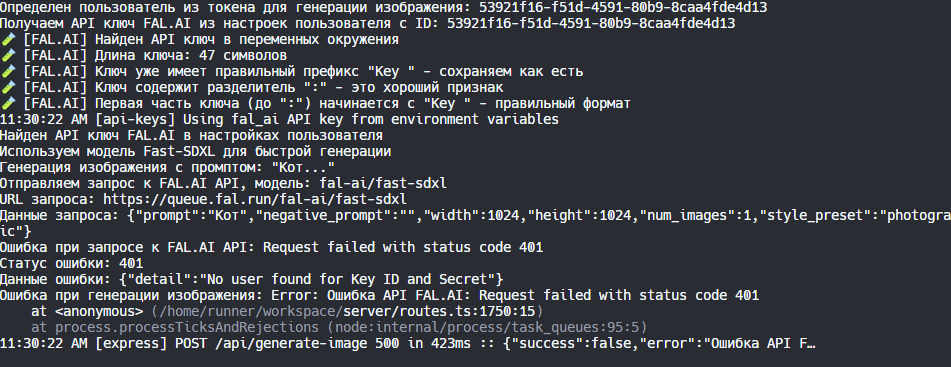 Определен пользователь из токена для генерации изображения: 53921f16-f51d-4591-80b9-8caa4fde4d13
Получаем API ключ FAL.AI из настроек пользователя с ID: 53921f16-f51d-4591-80b9-8caa4fde4d13
[FAL.AI] Найден API ключ в переменных окружения
[FAL.AI] Длина ключа: 47 символов
[FAL.AI] Ключ уже имеет правильный префикс "Key " - сохраняем как есть
[FAL.AI] Ключ содержит разделитель ":" - это хороший признак
[FAL.AI] Первая часть ключа (до ":") начинается с "Key " - правильный формат
11:30:22 AM [api-keys] Using fal_ai API key from environment variables
Найден API ключ FAL.AI в настройках пользователя
Используем модель Fast-SDXL для быстрой генерации
Генерация изображения с промптом: "Кот..."
Отправляем запрос к FAL.AI API, модель: fal-ai/fast-sdxl
URL запроса: https://queue.fal.run/fal-ai/fast-sdxl
Данные запроса: {"prompt":"Кот","negative_prompt":"","width":1024,"height":1024,"num_images":1,"style_preset":"photogra
ic"}
Ошибка при запросе к FAL.AI API: Request failed with status code 401
Статус ошибки: 401
Данные ошибки: {"detail":"No user found for Key ID and Secret"}
Ошибка при генерации изображения: Error: Ошибка API FAL.AI: Request failed with status code 401
at <anonymous> (/home/runner/workspace/server/routes.ts:1750:15)
at process.processTicksAndRejections (node:internal/process/task_queues:95:5)
11:30:22 AM [express] POST /api/generate-image 500 in 423ms :: {"success":false,"error":"Ошибка API F…